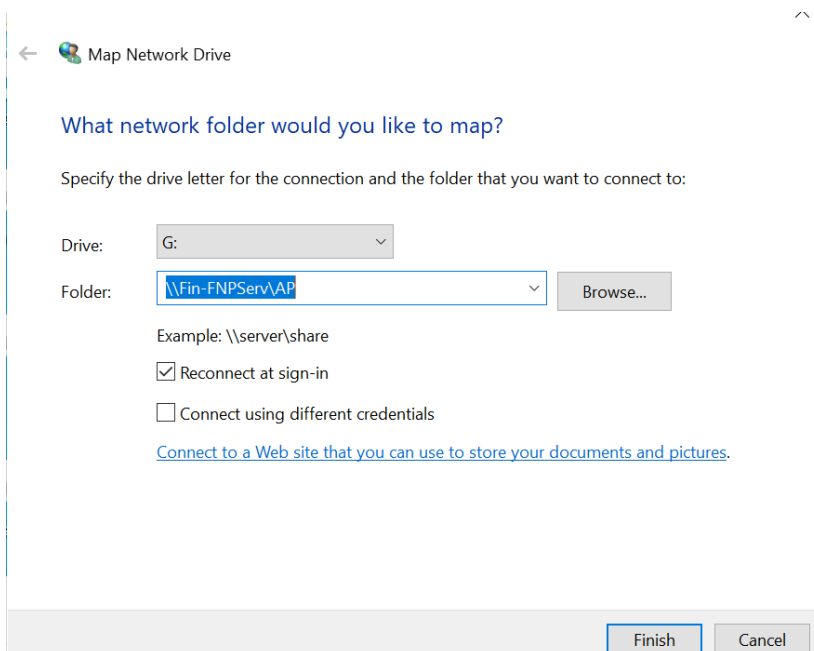 Map Network Drive
What network folder would you like to map?
Specify the drive letter for the connection and the folder that you want to connect to:
Drive: G:
Folder: \\Fin-FNPServ\AP Browse...
Example: \\server\share
Reconnect at sign-in
Connect using different credentials
Connect to a Web site that you can use to store your documents and pictures.
Finish Cancel